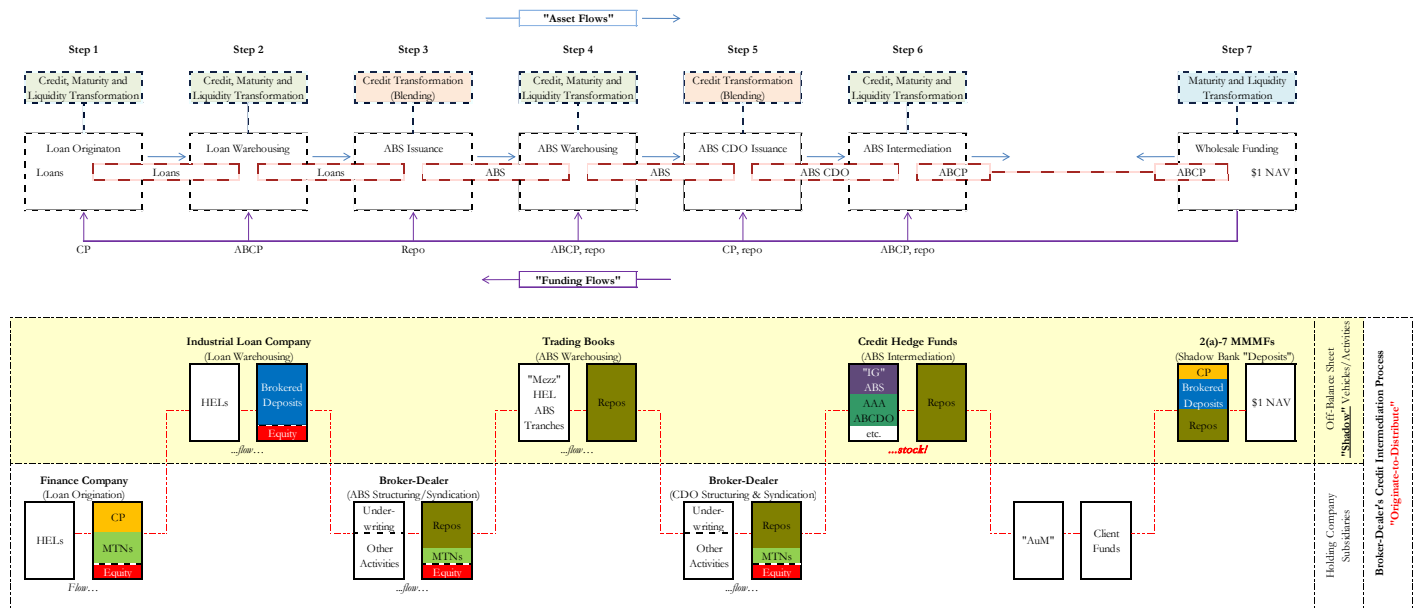 "Asset Flows"
Step 1
Step 2
Step 3
Step 4
Step 5
Step 6
Step 7
Credit, Maturity and
Liquidity Transformation
Credit, Maturity and
Liquidity Transformation
Credit Transformation
(Blending)
Credit, Maturity and
Liquidity Transformation
Credit Transformation
(Blending)
Credit, Maturity and
Liquidity Transformation
Maturity and Liquidity
Transformation
Loan Originaton
Loan Warehousing
ABS Issuance
ABS Warehousing
ABS CDO Issuance
ABS Intermediation
Wholesale Funding
Loans
Loans
Loans
ABS
ABS
ABS CDO
ABCP
ABCP
$1 NAV
CP
ABCP
Repo
ABCP, repo
CP, repo
ABCP, repo
"Funding Flows"
Industrial Loan Company
(Loan Warehousing)
HELs
Brokered
Deposits
Equity
...flow...
Trading Books
(ABS Warehousing)
"Mezz"
HEL
ABS
Tranches
Repos
...flow...
Credit Hedge Funds
(ABS Intermediation)
"IG"
ABS
AAA
ABCDO
etc.
Repos
...stock!
2(a)-7 MMMFs
(Shadow Bank "Deposits")
CP
Brokered
Deposits
Repos
$1 NAV
Off-Balance Sheet
"Shadow" Vehicles/Activities
Finance Company
(Loan Origination)
HELs
CP
MTNs
Equity
Flow...
Broker-Dealer
(ABS Structuring/Syndication)
Under-
writing
Other
Activities
Repos
MTNs
Equity
...flow...
Broker-Dealer
(CDO Structuring & Syndication)
Under-
writing
Other
Activities
Repos
MTNs
Equity
...flow...
"AuM"
Client
Funds
Holding Company
Subsidiaries
Broker-Dealer's Credit Intermediation Process
"Originate-to-Distribute"